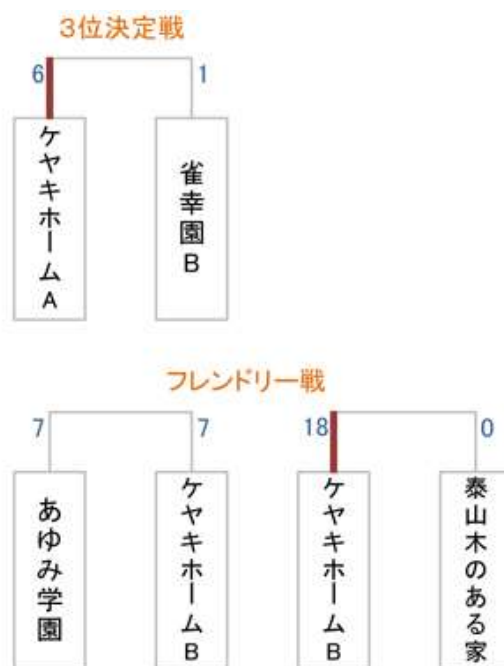 3位決定戦
6
1
ケヤキホームA
雀幸園B
フレンドリー戦
7
7
18
0
あゆみ学園
ケヤキホームB
ケヤキホームB
泰山木のある家